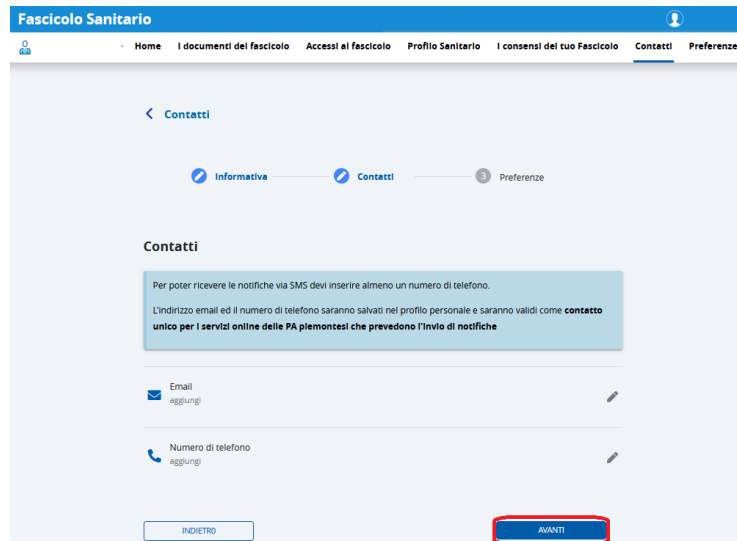 Fascicolo Sanitario
Home I documenti del fascicolo Accessi al fascicolo Profilo Sanitario I consensi del tuo Fascicolo Contatti Preferenze
Contatti
Informativa Contatti 3 Preferenze
Contatti
Per poter ricevere le notifiche via SMS devi inserire almeno un numero di telefono.
L'indirizzo email ed il numero di telefono saranno salvati nel profilo personale e saranno validi come contatto
unico per i servizi online delle PA piemontesi che prevedono l'invio di notifiche
Email
aggiungi
Numero di telefono
aggiungi
INDIETRO AVANTI